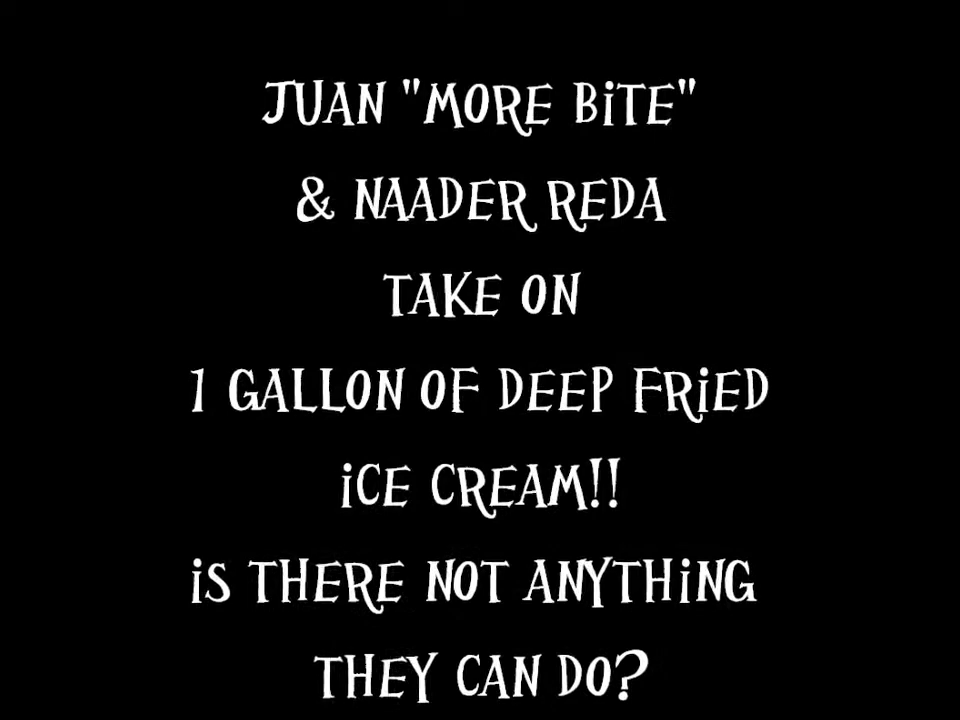 JUAN "MORE BiTE"
& NAADER REDA
TAKE ON
1 GALLON OF DEEP FRiED
iCE CREAM!!
iS THERE NOT ANYTHiNG
THEY CAN DO?